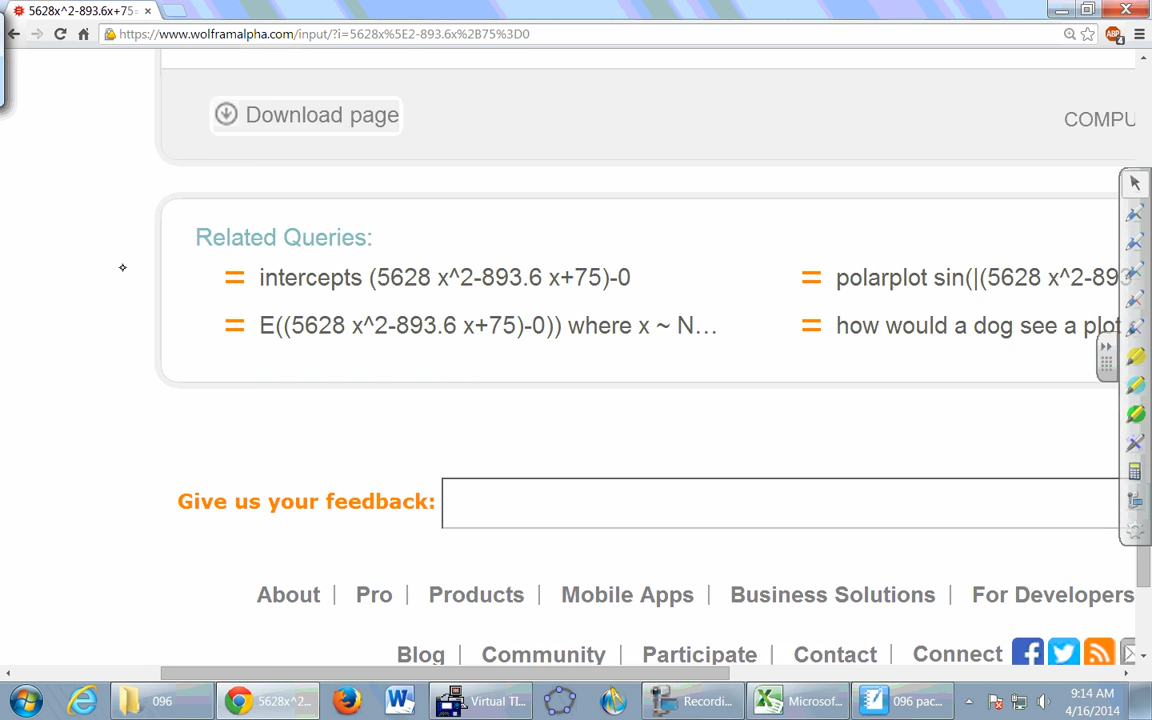 5628x^2-893.6x+75=
https://www.wolframalpha.com/input/?i=5628x%5E2-893.6x%2B75%3D0
ABP
4
Download page
COMPU
Related Queries:
= intercepts (5628 x^2-893.6 x+75)-0
= polarplot sin(|(5628 x^2-893
= E((5628 x^2-893.6 x+75)-0)) where x ~ N…
= how would a dog see a plot
Give us your feedback:
About | Pro | Products | Mobile Apps | Business Solutions | For Developers
Blog | Community | Participate | Contact | Connect
096
5628x^2...
Virtual TI...
Recordi...
Microsof...
096 pac...
9:14 AM
4/16/2014